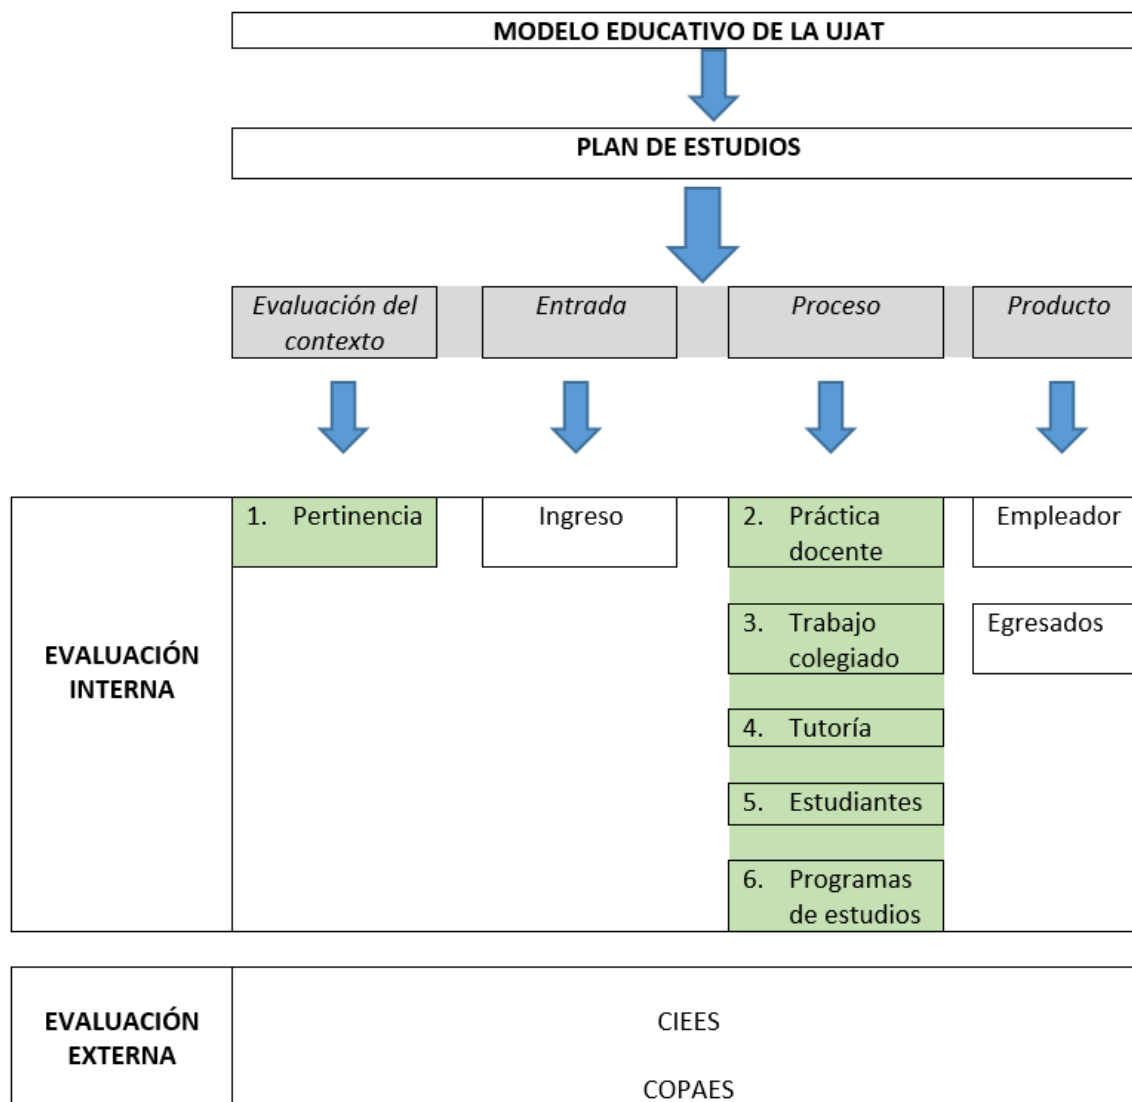 MODELO EDUCATIVO DE LA UJAT
PLAN DE ESTUDIOS
Evaluación del
contexto
Entrada
Proceso
Producto
EVALUACIÓN
INTERNA
1. Pertinencia
Ingreso
2. Práctica
docente
Empleador
3. Trabajo
colegiado
Egresados
4. Tutoría
5. Estudiantes
6. Programas
de estudios
EVALUACIÓN
EXTERNA
CIEES
COPAES